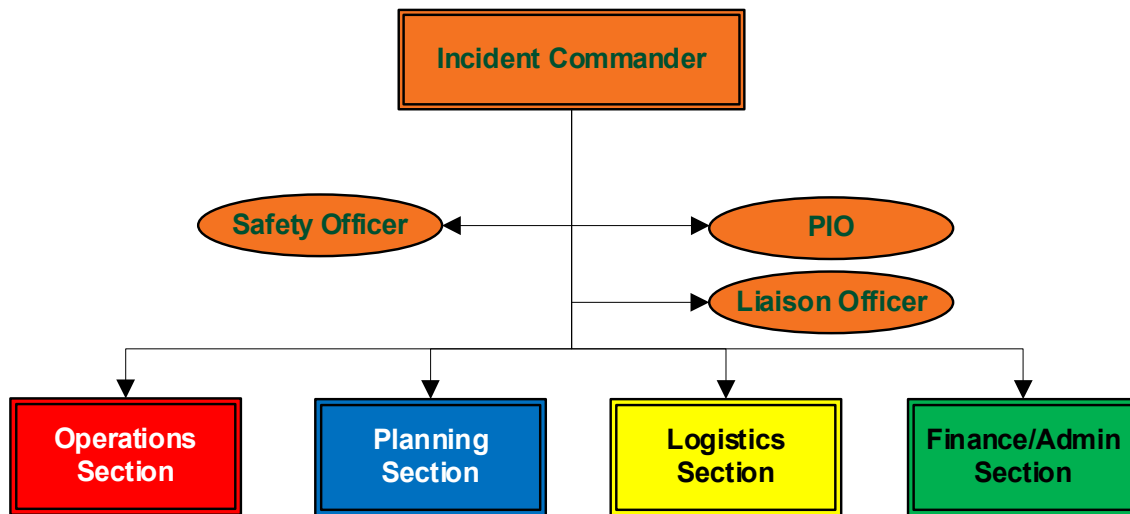 Incident Commander
Safety Officer
PIO
Liaison Officer
Operations
Section
Planning
Section
Logistics
Section
Finance/Admin
Section